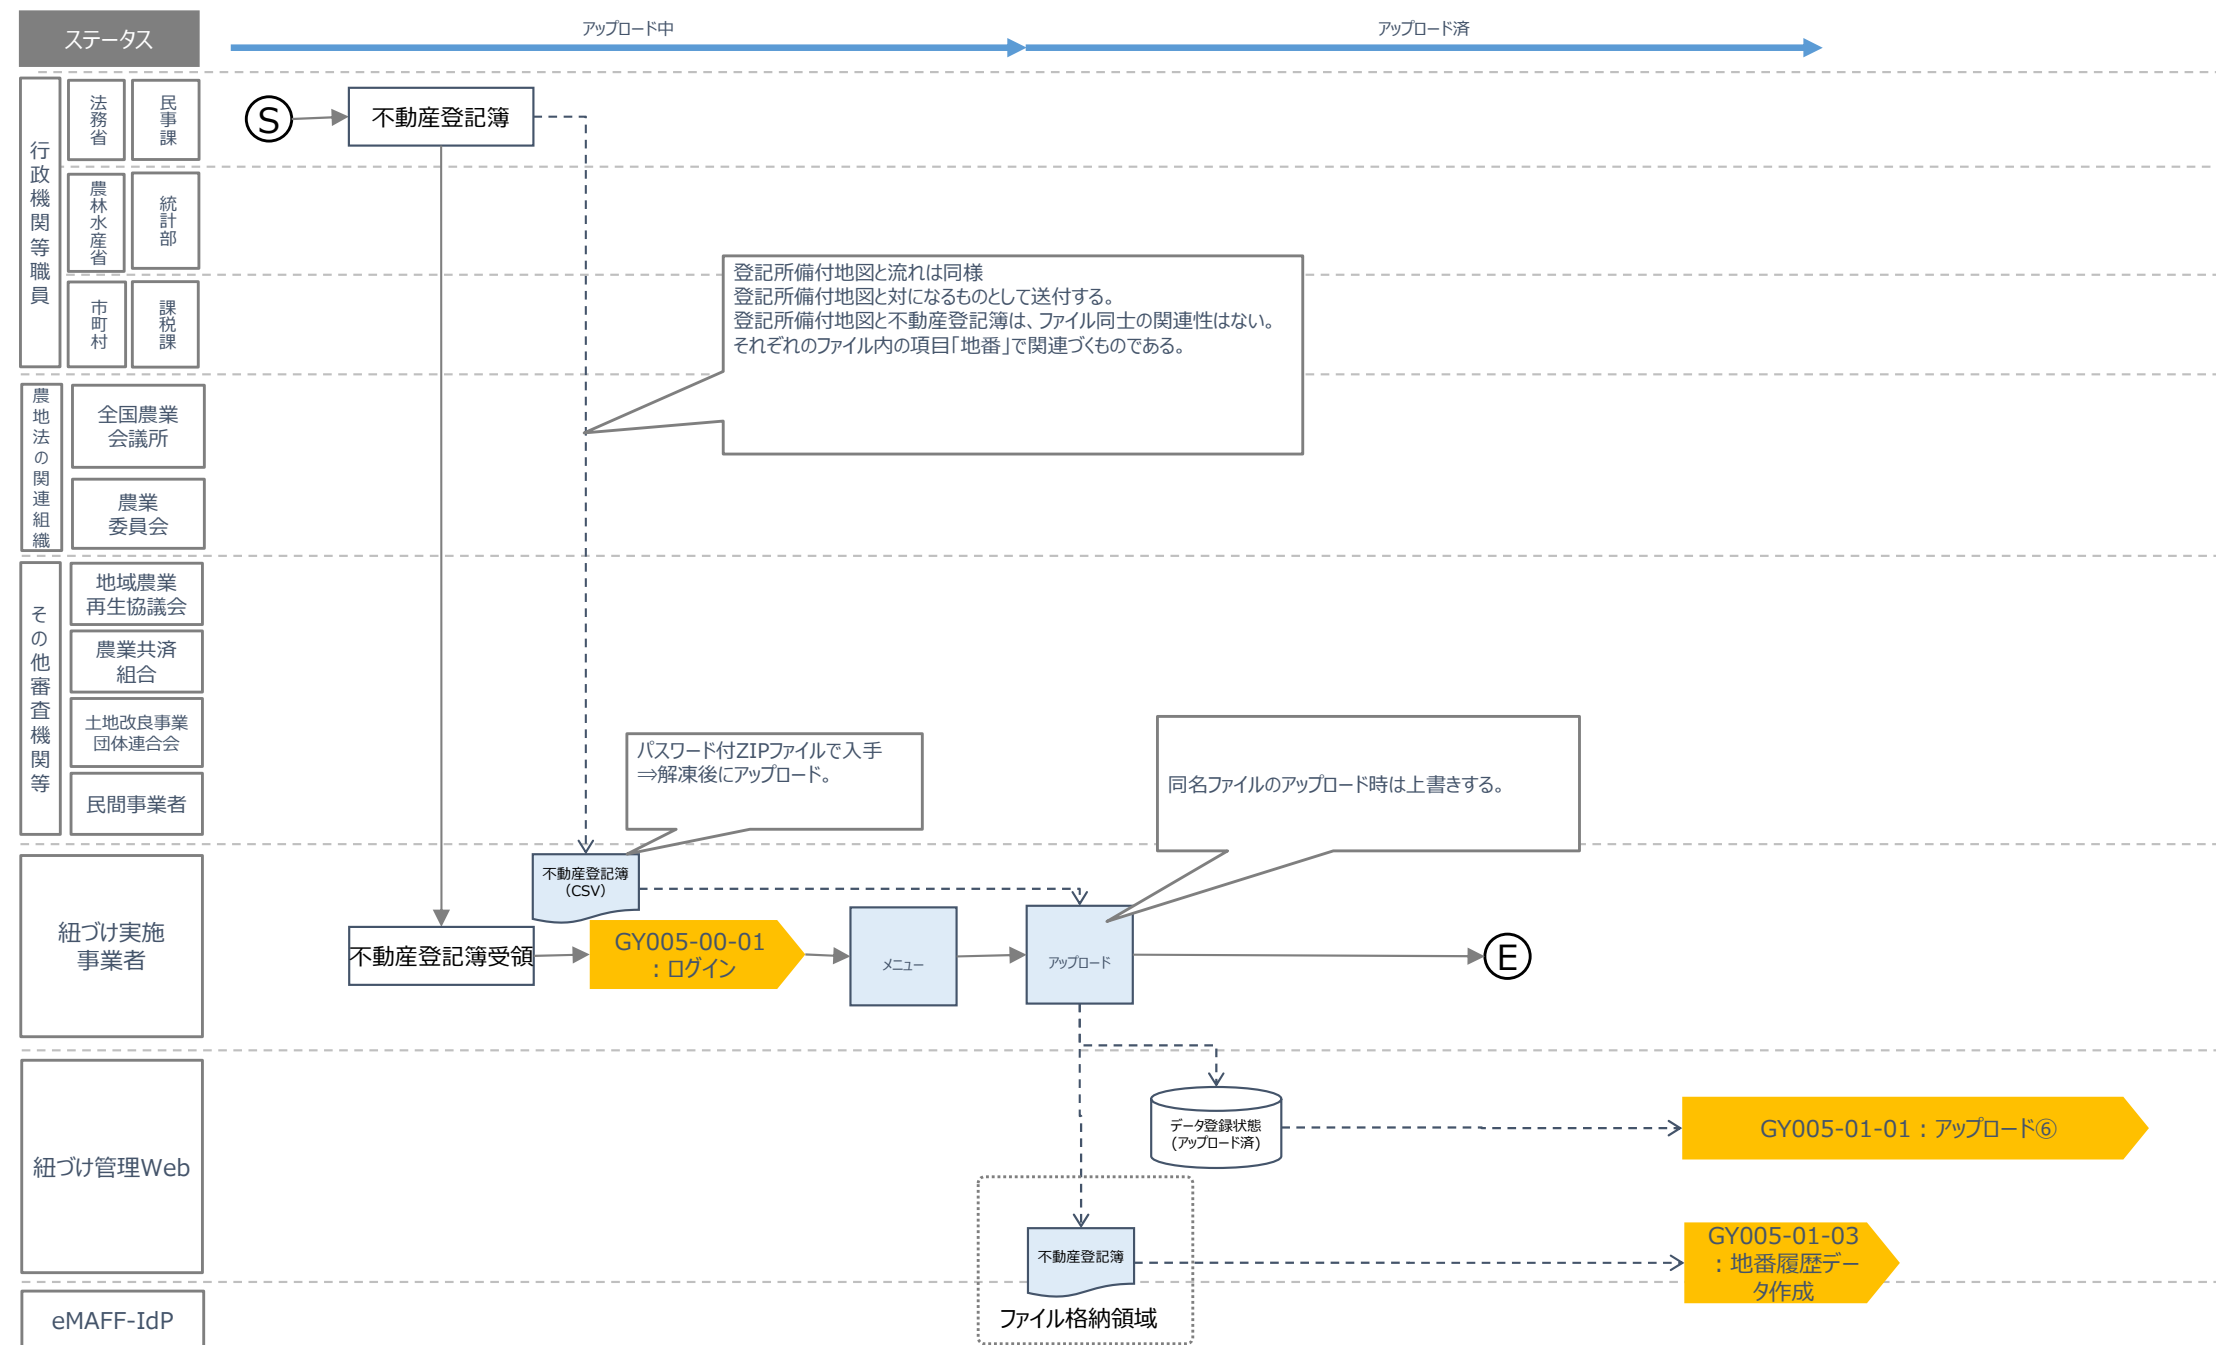 ステータス
アップロード中
アップロード済
行政機関等職員
法務省
民事課
農林水産省
統計部
市町村
課税課
S
不動産登記簿
登記所備付地図と流れは同様
登記所備付地図と対になるものとして送付する。
登記所備付地図と不動産登記簿は、ファイル同士の関連性はない。
それぞれのファイル内の項目「地番」で関連づくものである。
農地法の関連組織
全国農業
会議所
農業
委員会
その他審査機関等
地域農業
再生協議会
農業共済
組合
土地改良事業
団体連合会
民間事業者
パスワード付ZIPファイルで入手
⇒解凍後にアップロード。
同名ファイルのアップロード時は上書きする。
紐づけ実施
事業者
不動産登記簿
(CSV)
不動産登記簿受領
GY005-00-01
：ログイン
メニュー
アップロード
E
紐づけ管理Web
データ登録状態
(アップロード済)
GY005-01-01：アップロード⑥
不動産登記簿
ファイル格納領域
GY005-01-03
：地番履歴デー
タ作成
eMAFF-IdP